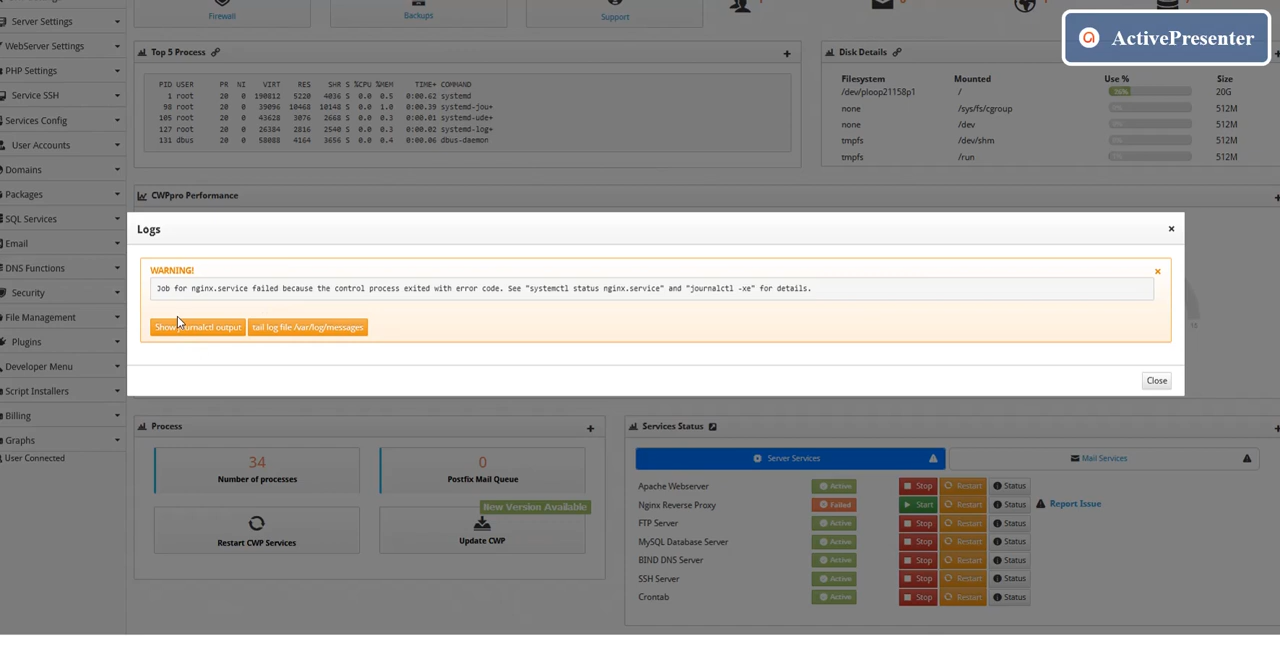 Firewall
Backups
Support
ActivePresenter
Server Settings
WebServer Settings
PHP Settings
Service SSH
Services Config
User Accounts
Domains
Packages
SQL Services
Email
DNS Functions
Security
File Management
Plugins
Developer Menu
Script Installers
Billing
Graphs
User Connected
Top 5 Process
PID USER PR NI VIRT RES SHR S %CPU %MEM TIME+ COMMAND
1 root 20 0 190812 5220 4036 S 0.0 0.5 0:00.62 systemd
98 root 20 0 39096 10468 10148 S 0.0 1.0 0:00.39 systemd-jou+
105 root 20 0 43628 3076 2668 S 0.0 0.3 0:00.01 systemd-ude+
127 root 20 0 26384 2816 2540 S 0.0 0.3 0:00.02 systemd-log+
131 dbus 20 0 58088 4164 3656 S 0.0 0.4 0:00.06 dbus-daemon
Disk Details
Filesystem Mounted Use % Size
/dev/ploop21158p1 / 20G
none /sys/fs/cgroup 512M
none /dev 512M
tmpfs /dev/shm 512M
tmpfs /run 512M
CWPpro Performance
Logs ×
WARNING! ×
Job for nginx.service failed because the control process exited with error code. See "systemctl status nginx.service" and "journalctl -xe" for details.
Show journalctl output tail log file /var/log/messages
Close
Process
34
Number of processes
0
Postfix Mail Queue
New Version Available
Restart CWP Services
Update CWP
Services Status
Server Services
Mail Services
Apache Webserver Active Stop Restart Status
Nginx Reverse Proxy Failed Start Restart Status Report Issue
FTP Server Active Stop Restart Status
MySQL Database Server Active Stop Restart Status
BIND DNS Server Active Stop Restart Status
SSH Server Active Stop Restart Status
Crontab Active Stop Restart Status